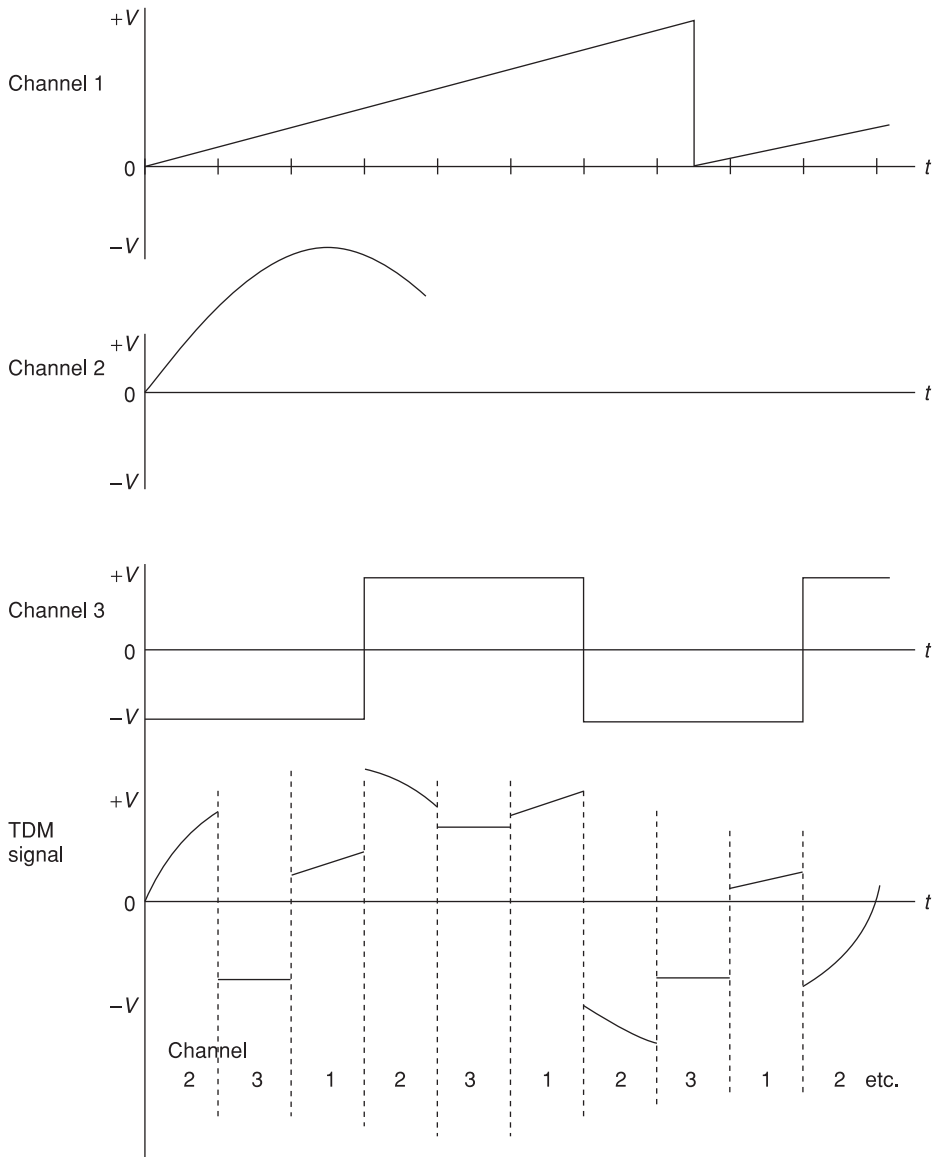 +V
Channel 1
0
t
−V
+V
Channel 2
0
t
−V
+V
Channel 3
0
t
−V
+V
TDM
signal
0
t
−V
Channel
2 3 1 2 3 1 2 3 1 2 etc.